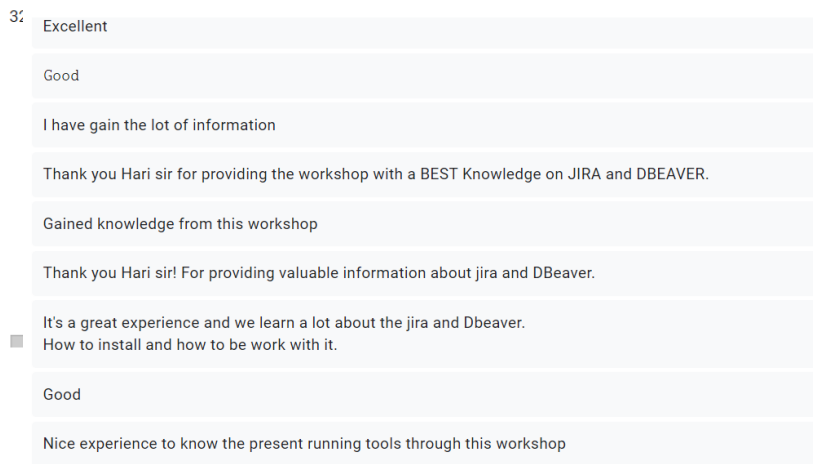 32
Excellent
Good
I have gain the lot of information
Thank you Hari sir for providing the workshop with a BEST Knowledge on JIRA and DBEAVER.
Gained knowledge from this workshop
Thank you Hari sir! For providing valuable information about jira and DBeaver.
It's a great experience and we learn a lot about the jira and Dbeaver.
How to install and how to be work with it.
Good
Nice experience to know the present running tools through this workshop